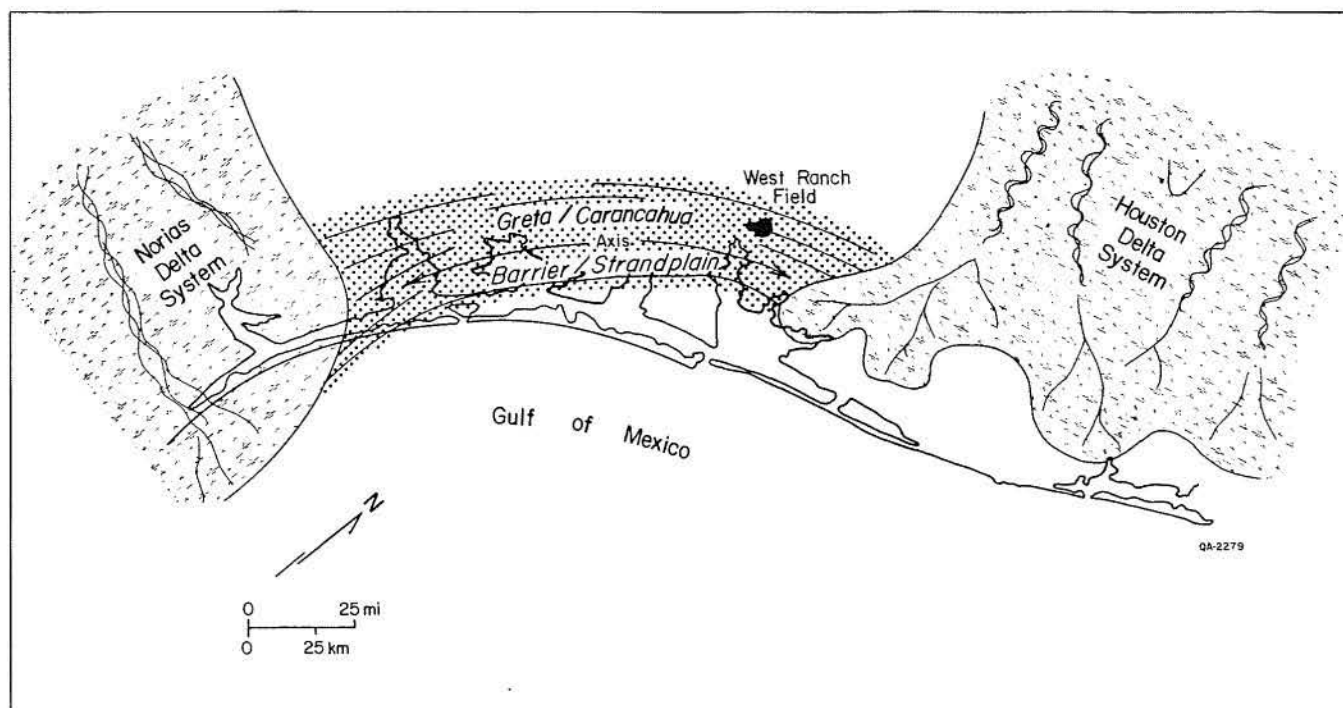 West Ranch
Field
Greta / Carancahua
Axis
Barrier / Strandplain
Norias
Delta
System
Houston
Delta
System
Gulf of Mexico
N
QA-2279
0 25 mi
0 25 km